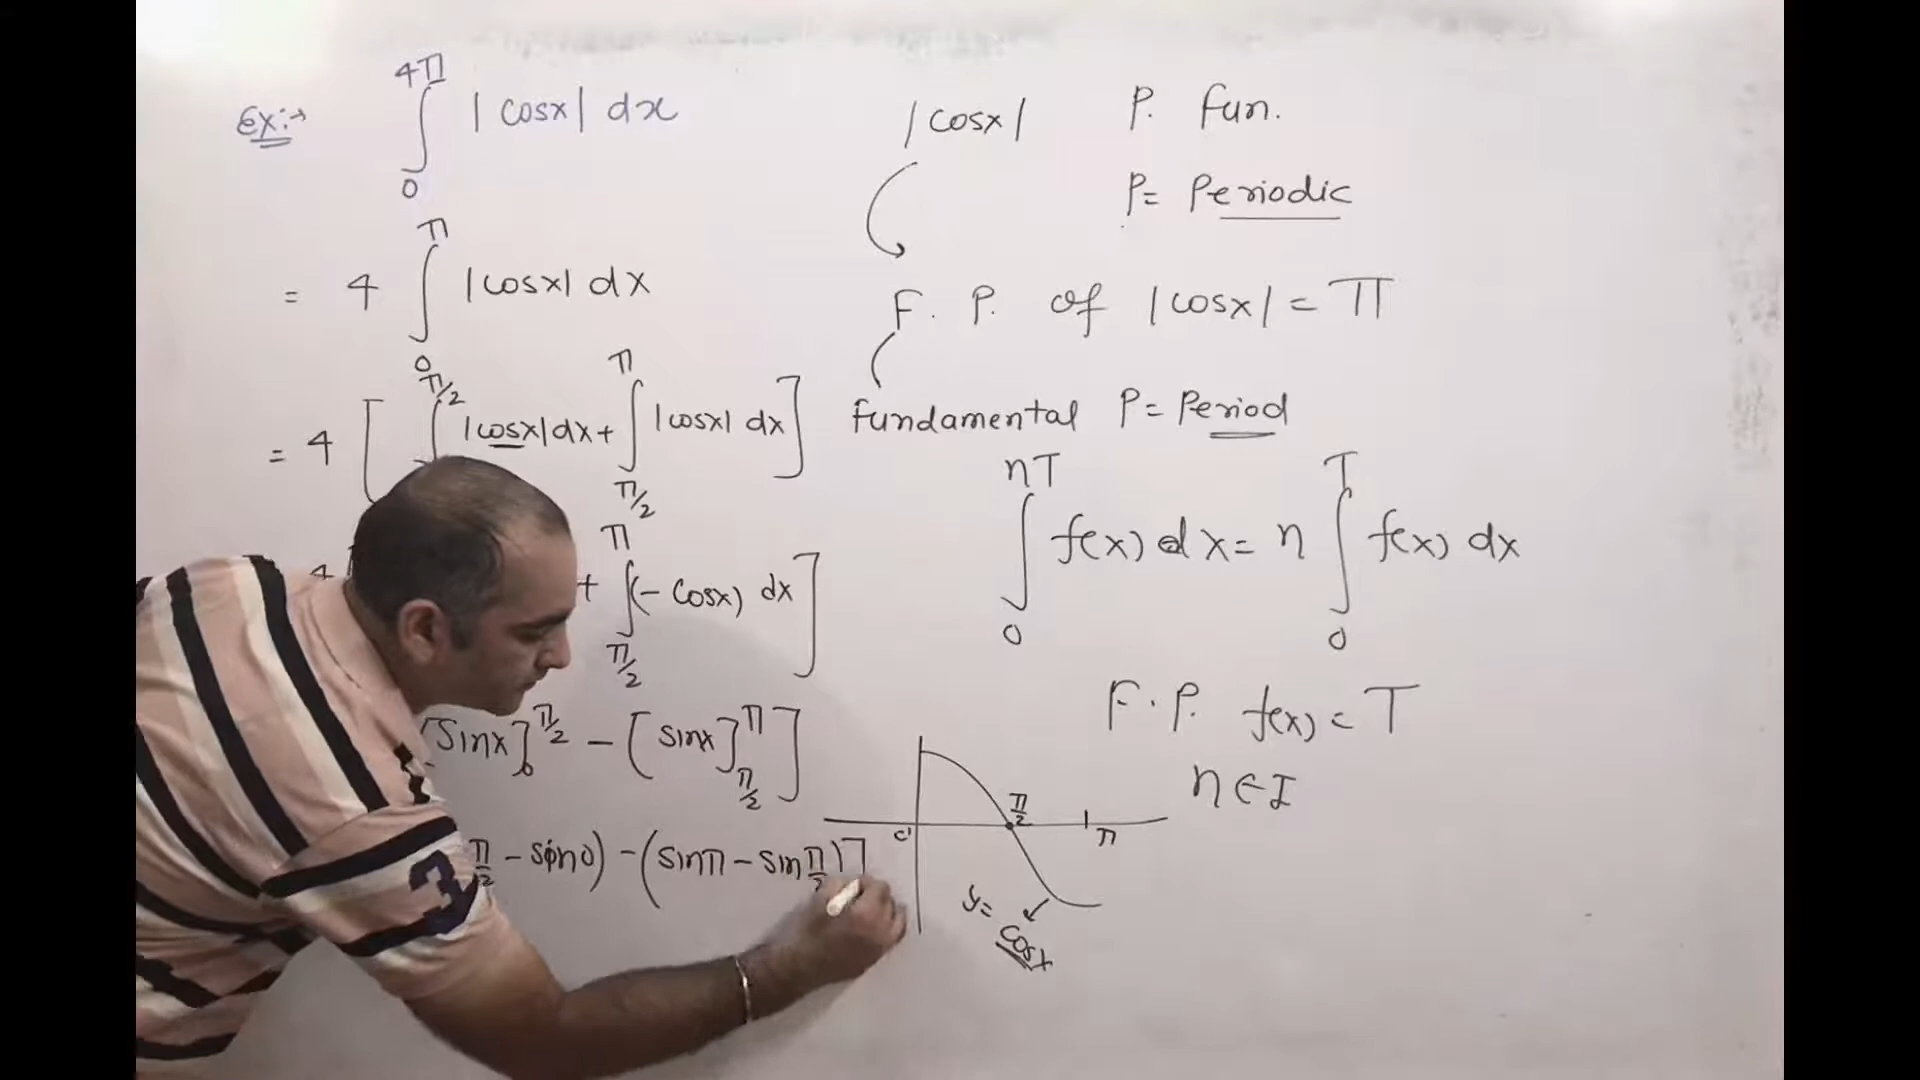 Ex:→ ∫₀^4π |cosx| dx
= 4 ∫₀^π |cosx| dx
= 4 [ ∫^π/2 |cosx|dx + ∫_π/2^π |cosx| dx ]
4 + ∫_π/2^π (- cosx) dx ]
[sinx]₀^π/2 - [sinx]_π/2^π ]
π/2 - sin0) - (sinπ - sin π/2) ]
|cosx| P. Fun.
P = Periodic
F. P. of |cosx| = π
Fundamental P = Period
∫₀^nT f(x) dx = n ∫₀^T f(x) dx
F.P. f(x) = T
n ∈ I
π/2
π
y = cosx
3